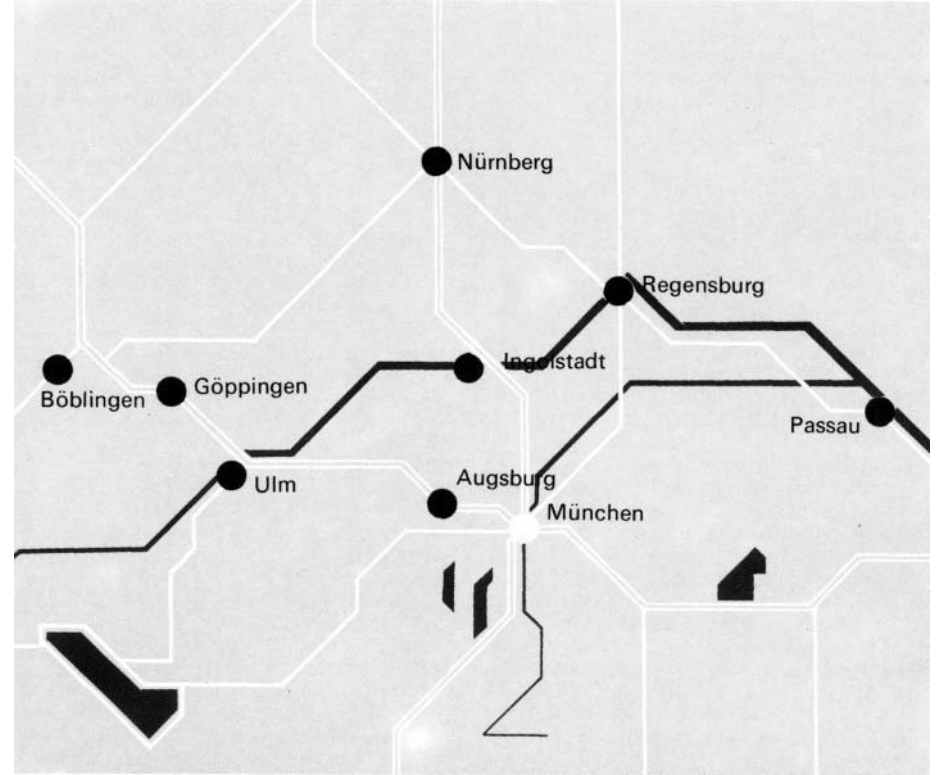 Nürnberg
Regensburg
Ingolstadt
Göppingen
Böblingen
Passau
Augsburg
Ulm
München